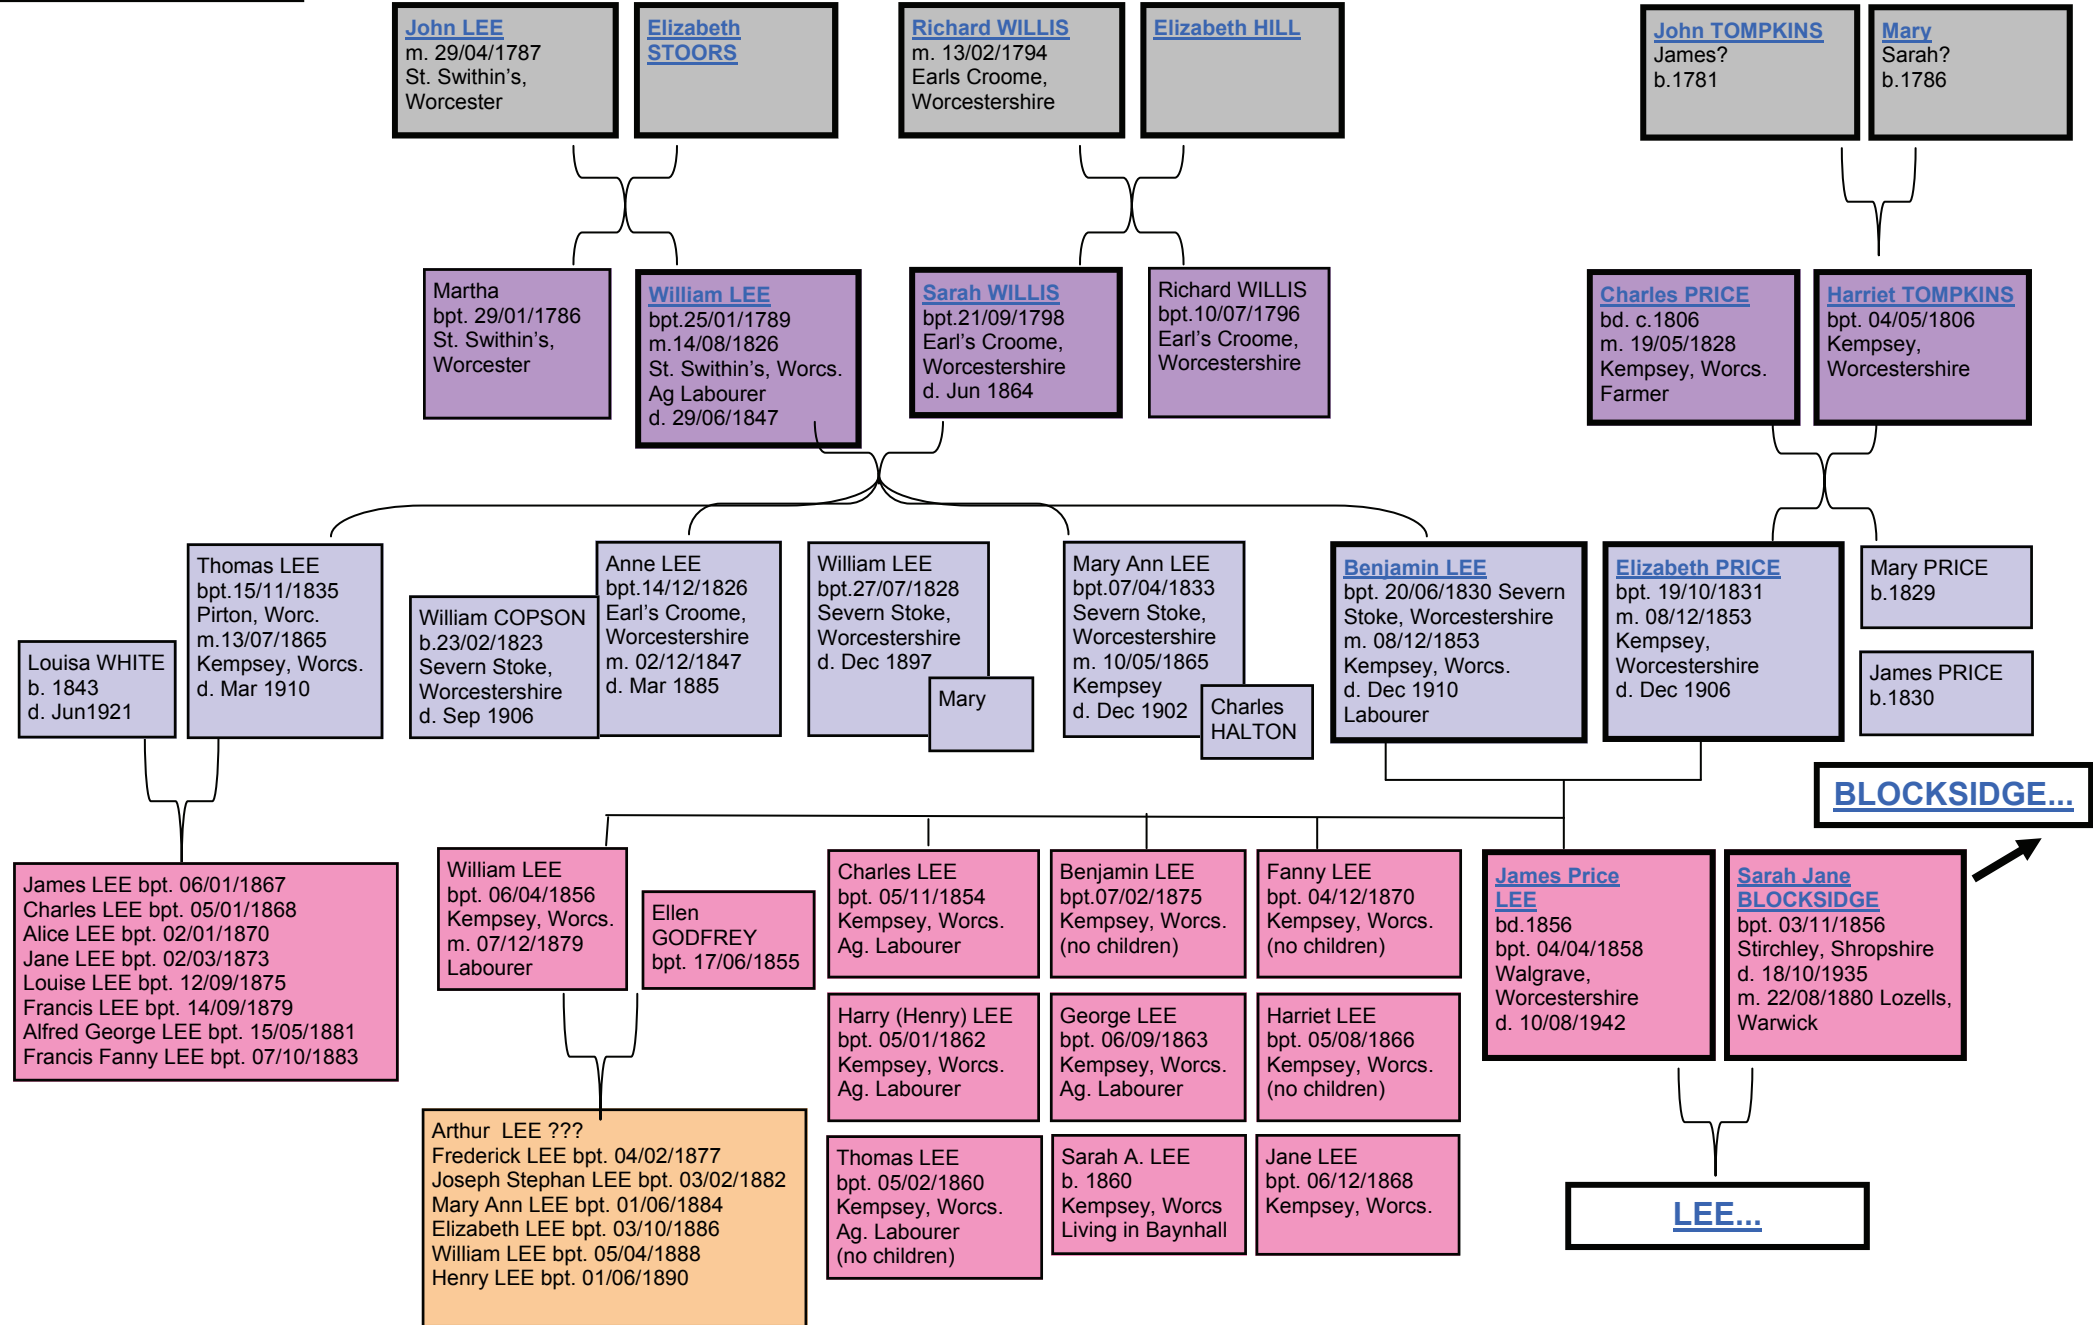 John LEE
m. 29/04/1787
St. Swithin's,
Worcester
Elizabeth
STOORS
Richard WILLIS
m. 13/02/1794
Earls Croome,
Worcestershire
Elizabeth HILL
John TOMPKINS
James?
b.1781
Mary
Sarah?
b.1786
Martha
bpt. 29/01/1786
St. Swithin's,
Worcester
William LEE
bpt.25/01/1789
m.14/08/1826
St. Swithin's, Worcs.
Ag Labourer
d. 29/06/1847
Sarah WILLIS
bpt.21/09/1798
Earl's Croome,
Worcestershire
d. Jun 1864
Richard WILLIS
bpt.10/07/1796
Earl's Croome,
Worcestershire
Charles PRICE
bd. c.1806
m. 19/05/1828
Kempsey, Worcs.
Farmer
Harriet TOMPKINS
bpt. 04/05/1806
Kempsey,
Worcestershire
Louisa WHITE
b. 1843
d. Jun1921
Thomas LEE
bpt.15/11/1835
Pirton, Worc.
m.13/07/1865
Kempsey, Worcs.
d. Mar 1910
William COPSON
b.23/02/1823
Severn Stoke,
Worcestershire
d. Sep 1906
Anne LEE
bpt.14/12/1826
Earl's Croome,
Worcestershire
m. 02/12/1847
d. Mar 1885
William LEE
bpt.27/07/1828
Severn Stoke,
Worcestershire
d. Dec 1897
Mary
Mary Ann LEE
bpt.07/04/1833
Severn Stoke,
Worcestershire
m. 10/05/1865
Kempsey
d. Dec 1902
Charles
HALTON
Benjamin LEE
bpt. 20/06/1830 Severn
Stoke, Worcestershire
m. 08/12/1853
Kempsey, Worcs.
d. Dec 1910
Labourer
Elizabeth PRICE
bpt. 19/10/1831
m. 08/12/1853
Kempsey,
Worcestershire
d. Dec 1906
Mary PRICE
b.1829
James PRICE
b.1830
BLOCKSIDGE...
James LEE bpt. 06/01/1867
Charles LEE bpt. 05/01/1868
Alice LEE bpt. 02/01/1870
Jane LEE bpt. 02/03/1873
Louise LEE bpt. 12/09/1875
Francis LEE bpt. 14/09/1879
Alfred George LEE bpt. 15/05/1881
Francis Fanny LEE bpt. 07/10/1883
William LEE
bpt. 06/04/1856
Kempsey, Worcs.
m. 07/12/1879
Labourer
Ellen
GODFREY
bpt. 17/06/1855
Charles LEE
bpt. 05/11/1854
Kempsey, Worcs.
Ag. Labourer
Benjamin LEE
bpt.07/02/1875
Kempsey, Worcs.
(no children)
Fanny LEE
bpt. 04/12/1870
Kempsey, Worcs.
(no children)
James Price
LEE
bd.1856
bpt. 04/04/1858
Walgrave,
Worcestershire
d. 10/08/1942
Sarah Jane
BLOCKSIDGE
bpt. 03/11/1856
Stirchley, Shropshire
d. 18/10/1935
m. 22/08/1880 Lozells,
Warwick
Harry (Henry) LEE
bpt. 05/01/1862
Kempsey, Worcs.
Ag. Labourer
George LEE
bpt. 06/09/1863
Kempsey, Worcs.
Ag. Labourer
Harriet LEE
bpt. 05/08/1866
Kempsey, Worcs.
(no children)
Arthur  LEE ???
Frederick LEE bpt. 04/02/1877
Joseph Stephan LEE bpt. 03/02/1882
Mary Ann LEE bpt. 01/06/1884
Elizabeth LEE bpt. 03/10/1886
William LEE bpt. 05/04/1888
Henry LEE bpt. 01/06/1890
Thomas LEE
bpt. 05/02/1860
Kempsey, Worcs.
Ag. Labourer
(no children)
Sarah A. LEE
b. 1860
Kempsey, Worcs
Living in Baynhall
Jane LEE
bpt. 06/12/1868
Kempsey, Worcs.
LEE...